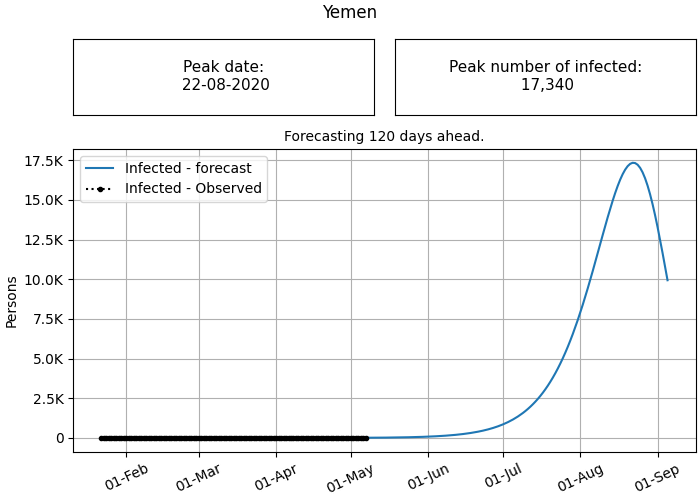 Yemen
Peak date:
22-08-2020
Peak number of infected:
17,340
Forecasting 120 days ahead.
Infected - forecast
Infected - Observed
17.5K
15.0K
12.5K
10.0K
7.5K
5.0K
2.5K
0
Persons
01-Feb
01-Mar
01-Apr
01-May
01-Jun
01-Jul
01-Aug
01-Sep